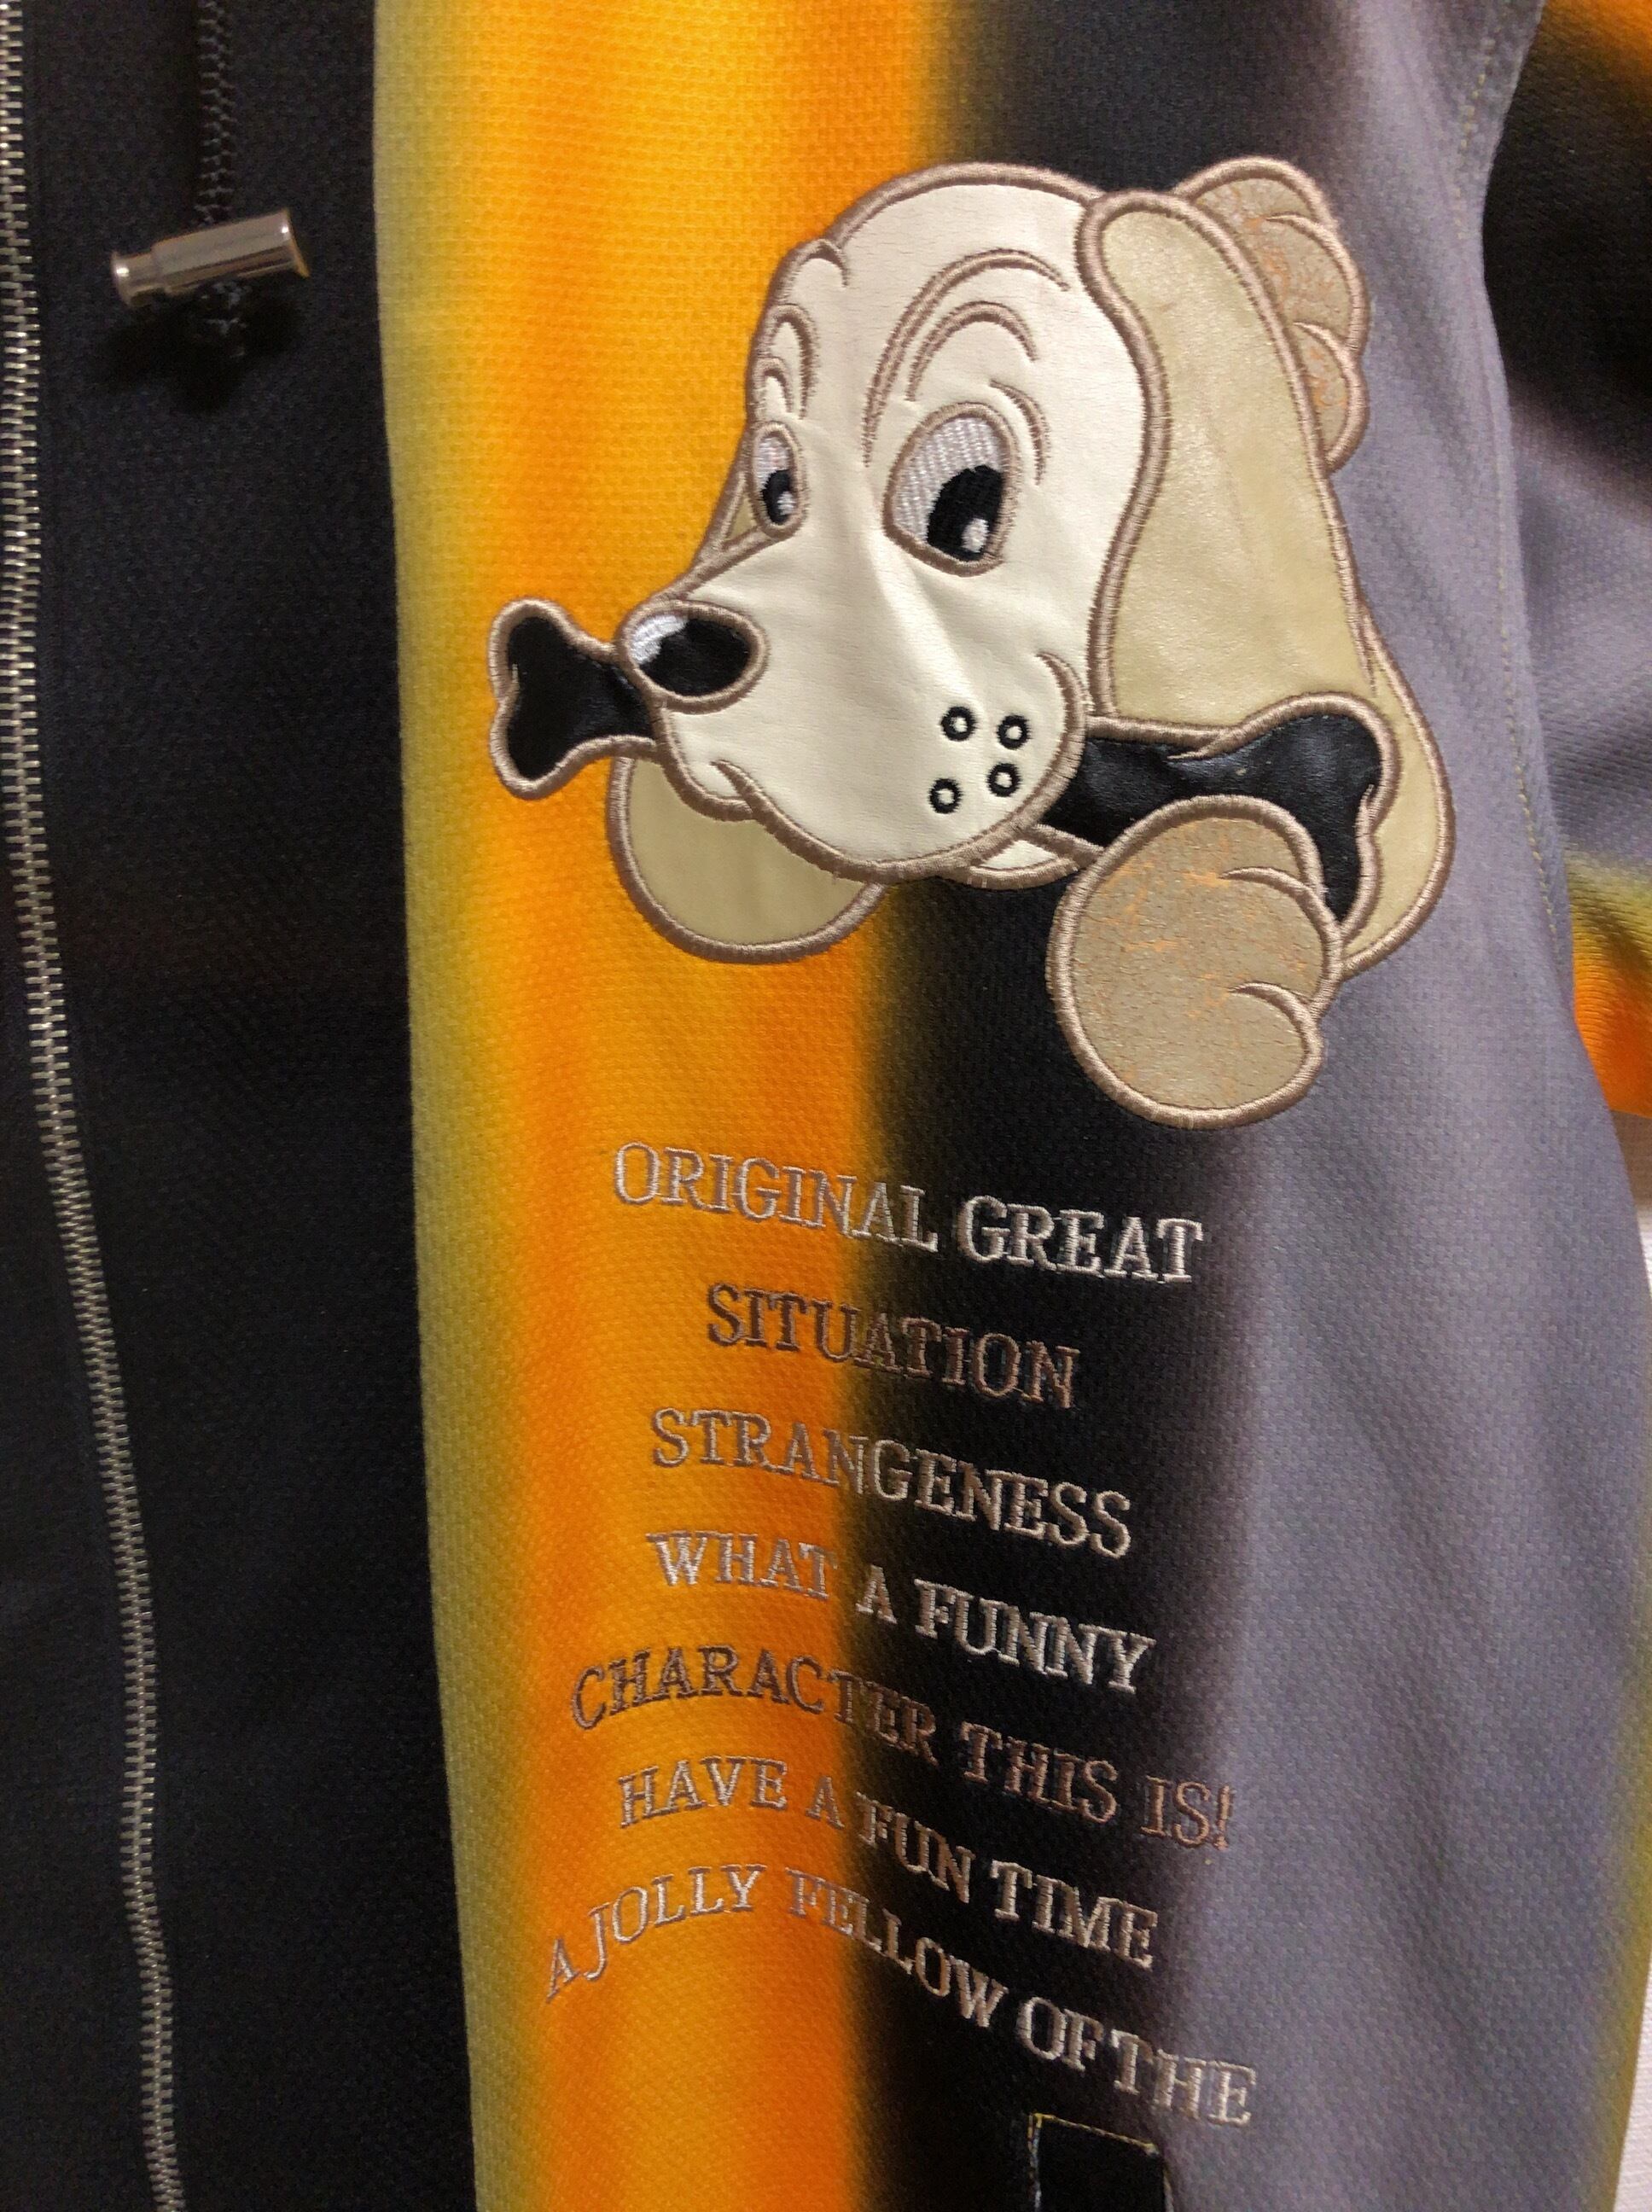 ORIGINAL GREAT
SITUATION
STRANGENESS
WHAT A FUNNY
CHARACTER THIS IS!
HAVE A FUN TIME
A JOLLY FELLOW OF THE